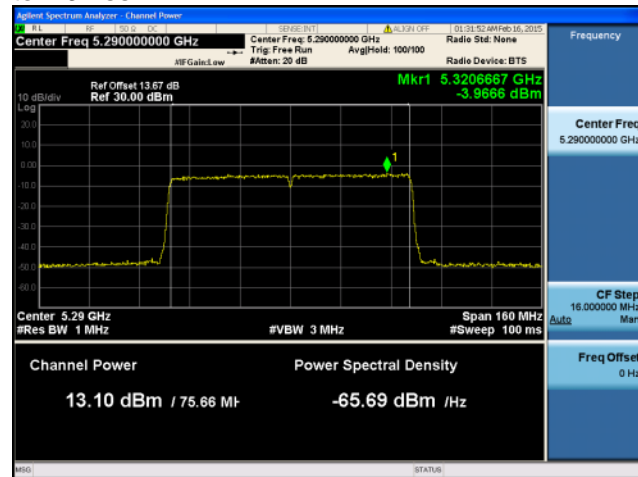 Agilent Spectrum Analyzer - Channel Power
RL RF 50 Ω DC SENSE:INT ALIGN OFF 01:31:52 AM Feb 16, 2015
Center Freq 5.290000000 GHz
Center Freq: 5.290000000 GHz
Radio Std: None
Trig: Free Run Avg|Hold: 100/100
#IFGain:Low #Atten: 20 dB Radio Device: BTS
Frequency
Ref Offset 13.67 dB
Mkr1 5.3206667 GHz
10 dB/div Ref 30.00 dBm
-3.9666 dBm
Log
20.0
10.0
0.00
-10.0
-20.0
-30.0
-40.0
-50.0
-60.0
1
Center Freq
5.290000000 GHz
Center 5.29 GHz Span 160 MHz
#Res BW 1 MHz #VBW 3 MHz #Sweep 100 ms
CF Step
16.000000 MHz
Auto Man
Channel Power Power Spectral Density
13.10 dBm / 75.66 MH
-65.69 dBm /Hz
Freq Offset
0 Hz
MSG STATUS